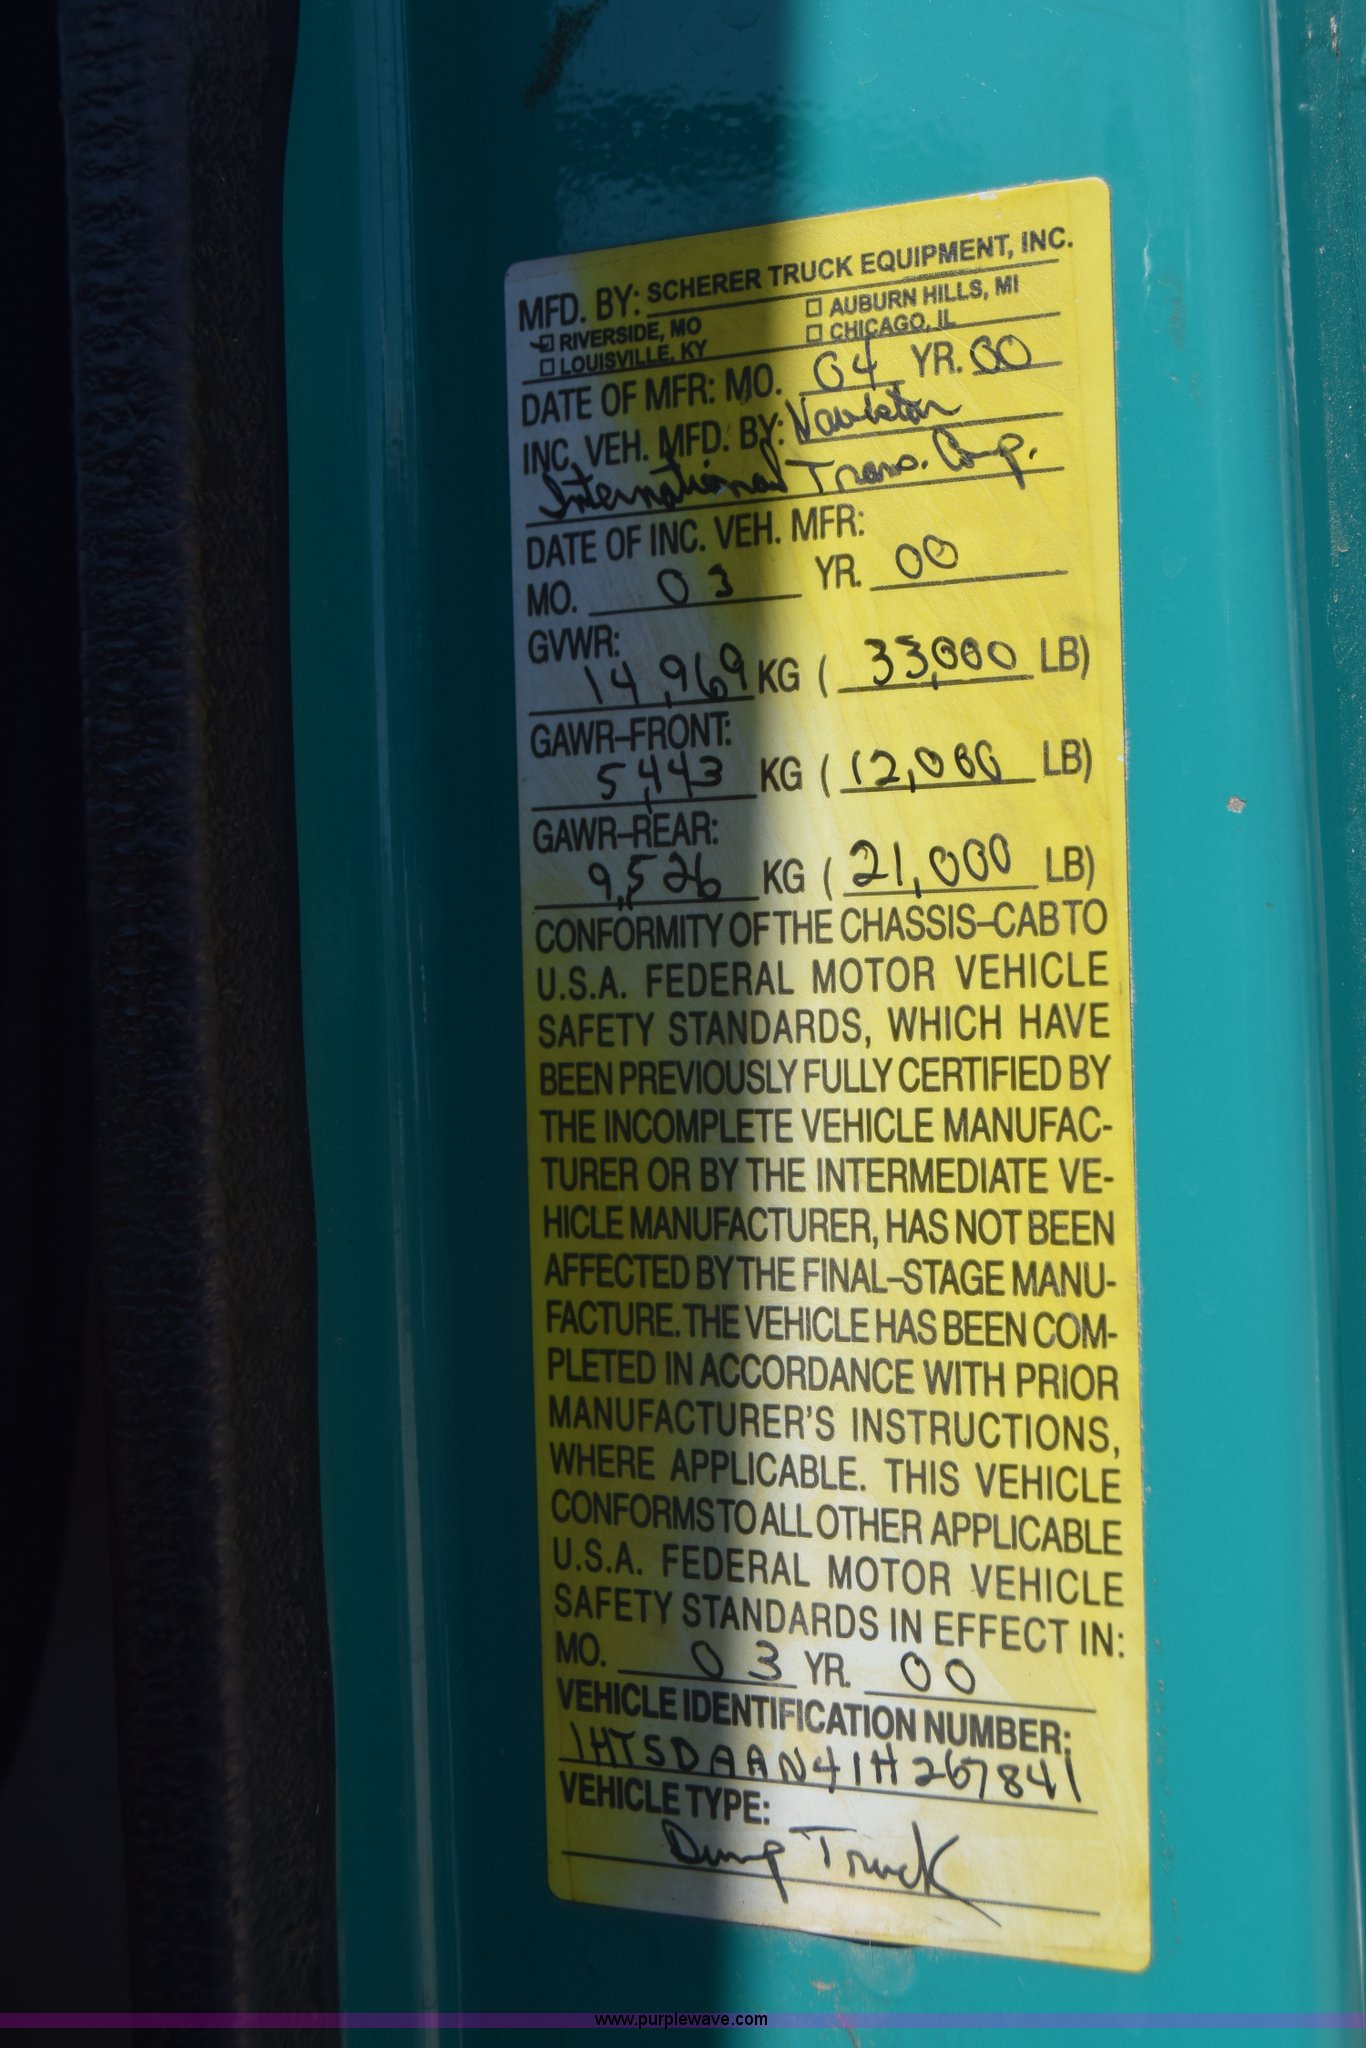 MFD. BY: SCHERER TRUCK EQUIPMENT, INC.
RIVERSIDE, MO AUBURN HILLS, MI
LOUISVILLE, KY CHICAGO, IL
DATE OF MFR: MO. 04 YR. 00
INC. VEH. MFD. BY: Navistar
International Trans. Corp.
DATE OF INC. VEH. MFR:
MO. 03 YR. 00
GVWR:
14,969 KG ( 33,000 LB)
GAWR-FRONT:
5,443 KG ( 12,000 LB)
GAWR-REAR:
9,526 KG ( 21,000 LB)
CONFORMITY OF THE CHASSIS-CAB TO
U.S.A. FEDERAL MOTOR VEHICLE
SAFETY STANDARDS, WHICH HAVE
BEEN PREVIOUSLY FULLY CERTIFIED BY
THE INCOMPLETE VEHICLE MANUFAC-
TURER OR BY THE INTERMEDIATE VE-
HICLE MANUFACTURER, HAS NOT BEEN
AFFECTED BY THE FINAL-STAGE MANU-
FACTURE. THE VEHICLE HAS BEEN COM-
PLETED IN ACCORDANCE WITH PRIOR
MANUFACTURER'S INSTRUCTIONS,
WHERE APPLICABLE. THIS VEHICLE
CONFORMS TO ALL OTHER APPLICABLE
U.S.A. FEDERAL MOTOR VEHICLE
SAFETY STANDARDS IN EFFECT IN:
MO. 03 YR. 00
VEHICLE IDENTIFICATION NUMBER:
1HTSDAAN41H267841
VEHICLE TYPE:
Dump Truck
www.purplewave.com